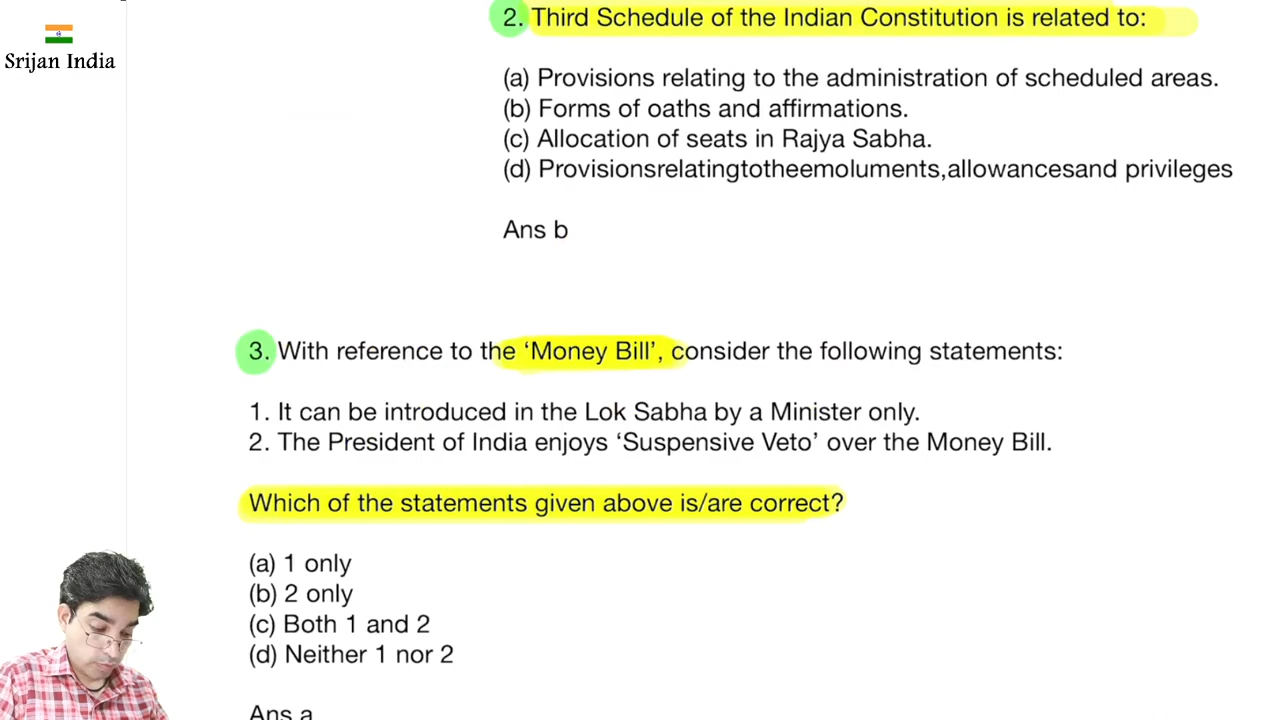 Srijan India
2. Third Schedule of the Indian Constitution is related to:
(a) Provisions relating to the administration of scheduled areas.
(b) Forms of oaths and affirmations.
(c) Allocation of seats in Rajya Sabha.
(d) Provisionsrelatingtotheemoluments,allowancesand privileges
Ans b
3. With reference to the ‘Money Bill’, consider the following statements:
1. It can be introduced in the Lok Sabha by a Minister only.
2. The President of India enjoys ‘Suspensive Veto’ over the Money Bill.
Which of the statements given above is/are correct?
(a) 1 only
(b) 2 only
(c) Both 1 and 2
(d) Neither 1 nor 2
Ans a